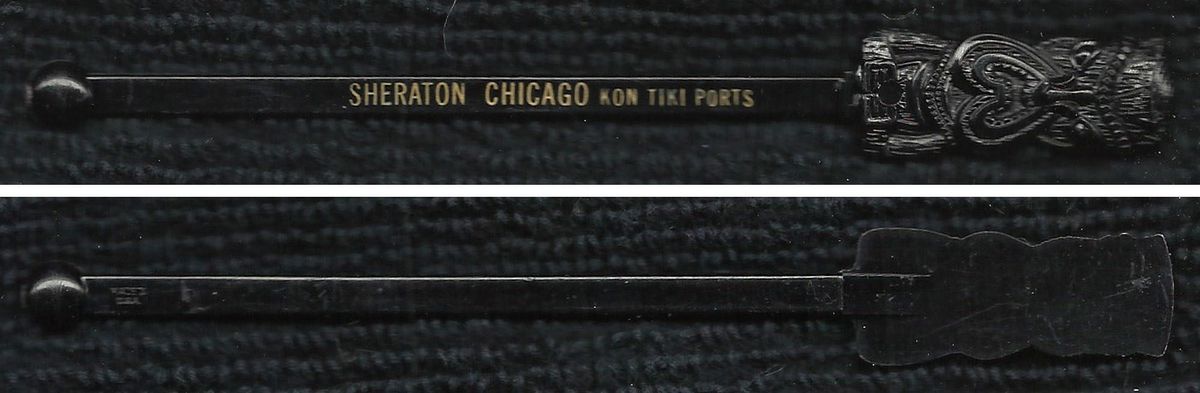 SHERATON CHICAGO KON TIKI PORTS
U.S.A.